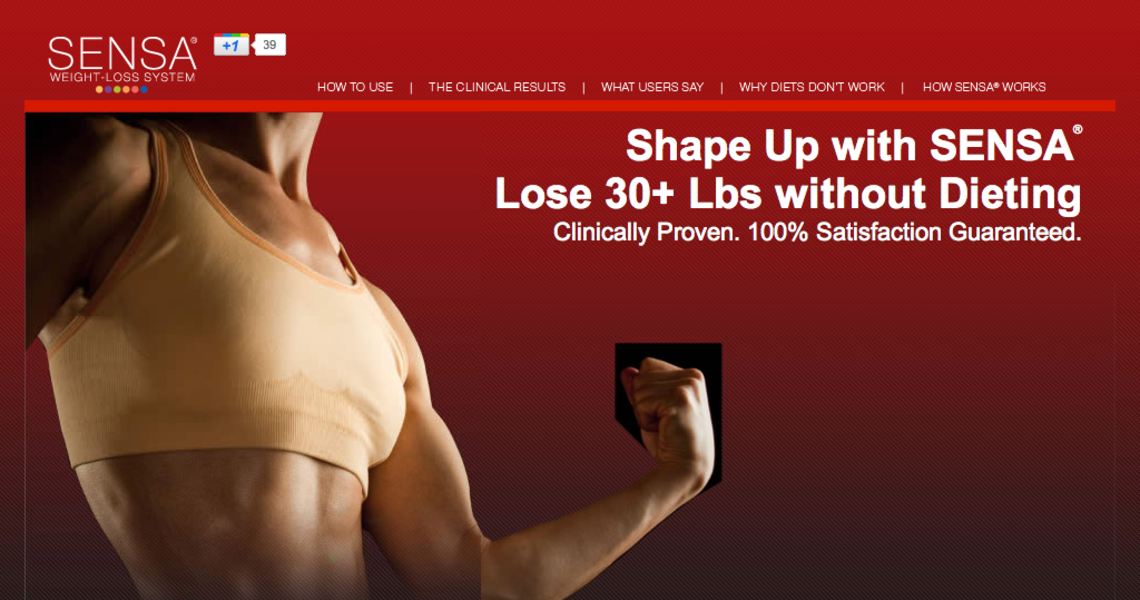 SENSA®
WEIGHT-LOSS SYSTEM
+1 39
HOW TO USE | THE CLINICAL RESULTS | WHAT USERS SAY | WHY DIETS DON'T WORK | HOW SENSA® WORKS
Shape Up with SENSA®
Lose 30+ Lbs without Dieting
Clinically Proven. 100% Satisfaction Guaranteed.